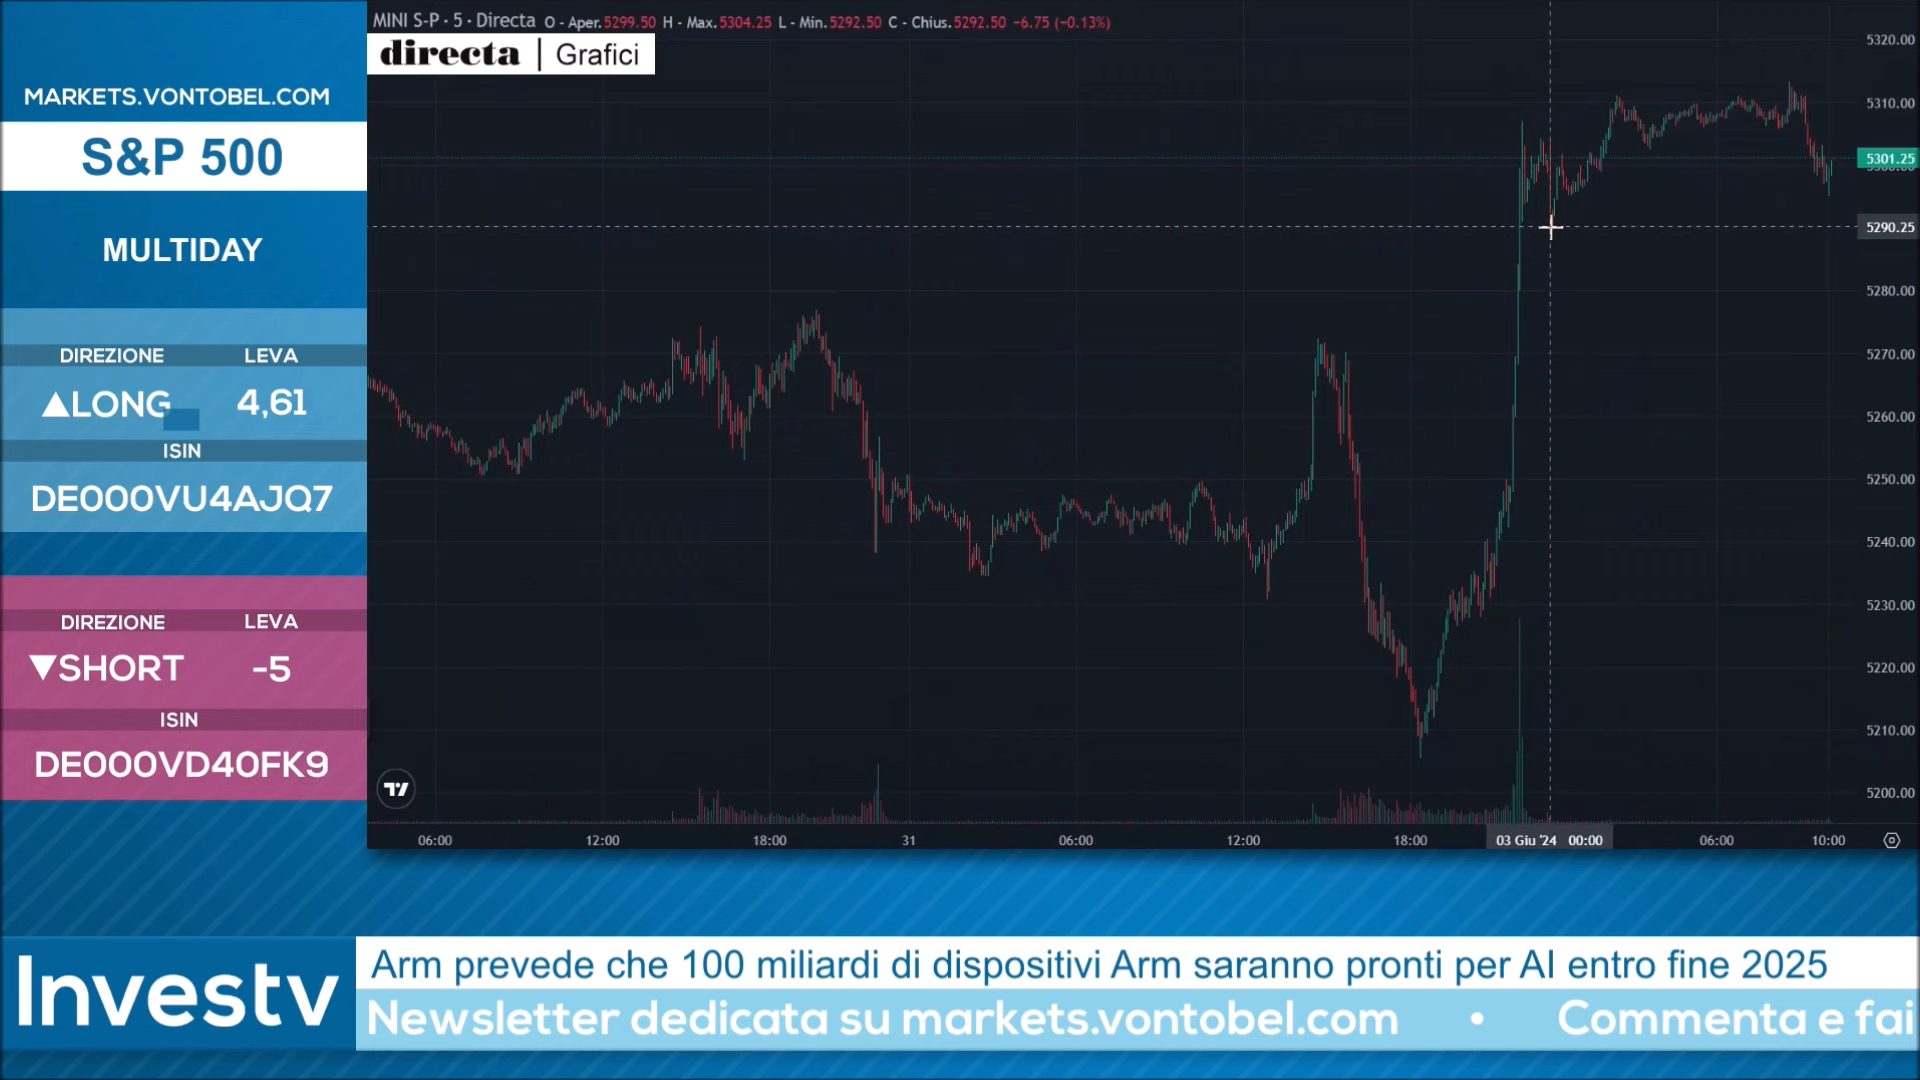 MARKETS.VONTOBEL.COM
S&P 500
MULTIDAY
DIREZIONE LEVA
▲LONG 4,61
ISIN
DE000VU4AJQ7
DIREZIONE LEVA
▼SHORT -5
ISIN
DE000VD40FK9
MINI S-P · 5 · Directa O - Aper.5299.50 H - Max.5304.25 L - Min.5292.50 C - Chius.5292.50 −6.75 (−0.13%)
directa | Grafici
5320.00
5310.00
5301.25
5290.25
5280.00
5270.00
5260.00
5250.00
5240.00
5230.00
5220.00
5210.00
5200.00
06:00 12:00 18:00 31 06:00 12:00 18:00 03 Giu '24 00:00 06:00 10:00
Investv
Arm prevede che 100 miliardi di dispositivi Arm saranno pronti per AI entro fine 2025
Newsletter dedicata su markets.vontobel.com • Commenta e fai